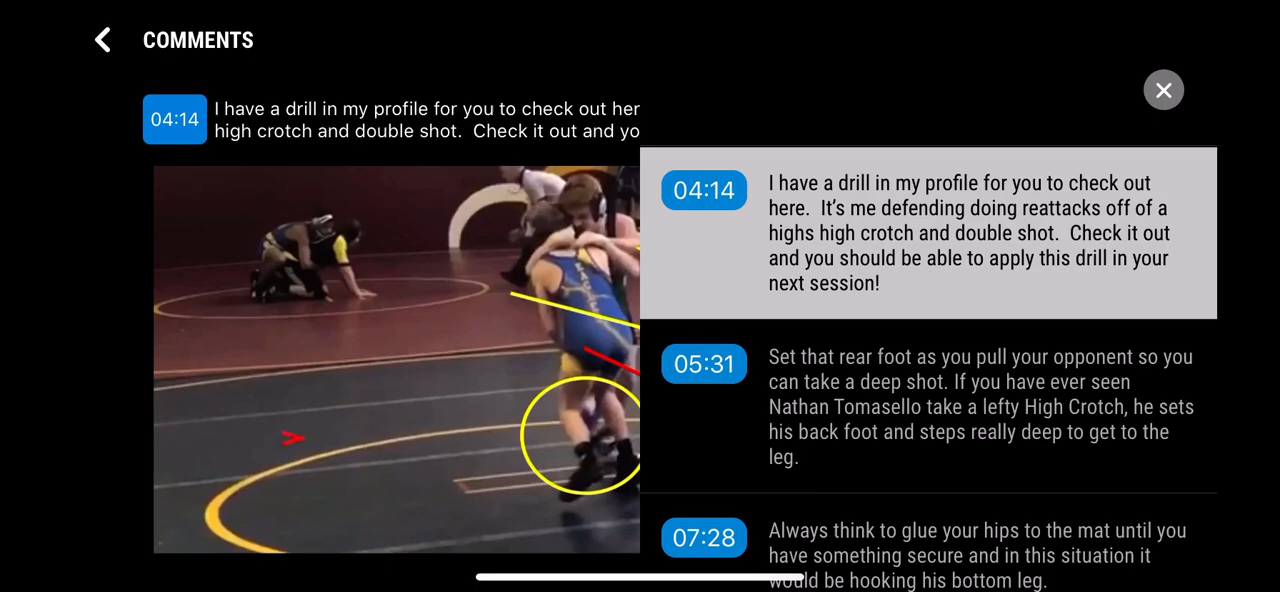 COMMENTS
04:14
I have a drill in my profile for you to check out her
high crotch and double shot.  Check it out and yo
04:14
I have a drill in my profile for you to check out
here.  It’s me defending doing reattacks off of a
highs high crotch and double shot.  Check it out
and you should be able to apply this drill in your
next session!
05:31
Set that rear foot as you pull your opponent so you
can take a deep shot. If you have ever seen
Nathan Tomasello take a lefty High Crotch, he sets
his back foot and steps really deep to get to the
leg.
07:28
Always think to glue your hips to the mat until you
have something secure and in this situation it
would be hooking his bottom leg.